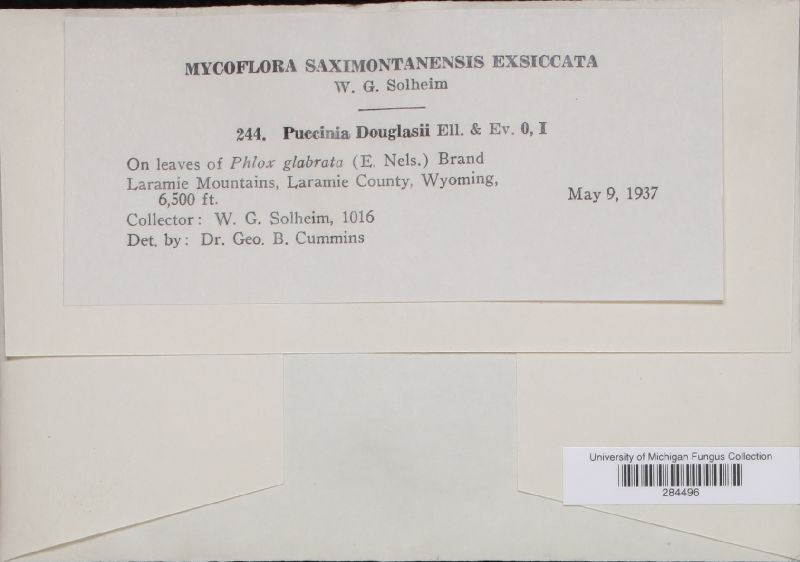 MYCOFLORA SAXIMONTANENSIS EXSICCATA
W. G. Solheim
244. Puccinia Douglasii Ell. & Ev. 0, I
On leaves of Phlox glabrata (E. Nels.) Brand
Laramie Mountains, Laramie County, Wyoming,
6,500 ft.
May 9, 1937
Collector: W. G. Solheim, 1016
Det. by: Dr. Geo. B. Cummins
University of Michigan Fungus Collection
284496